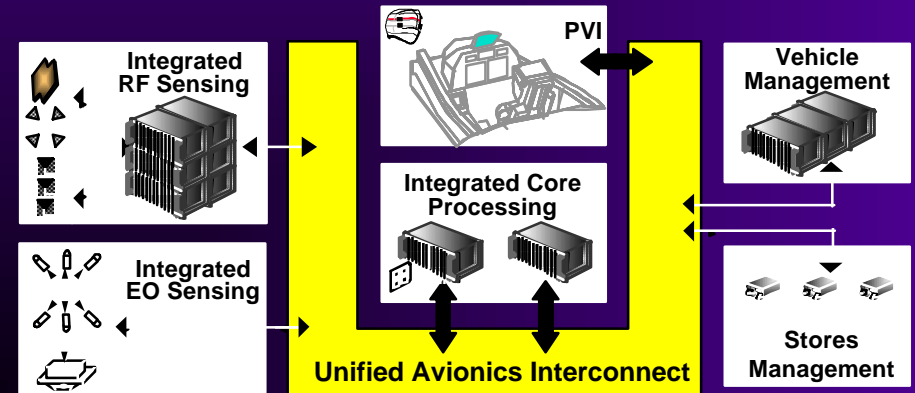 Integrated
RF Sensing
PVI
Vehicle
Management
Integrated Core
Processing
Integrated
EO Sensing
Stores
Management
Unified Avionics Interconnect